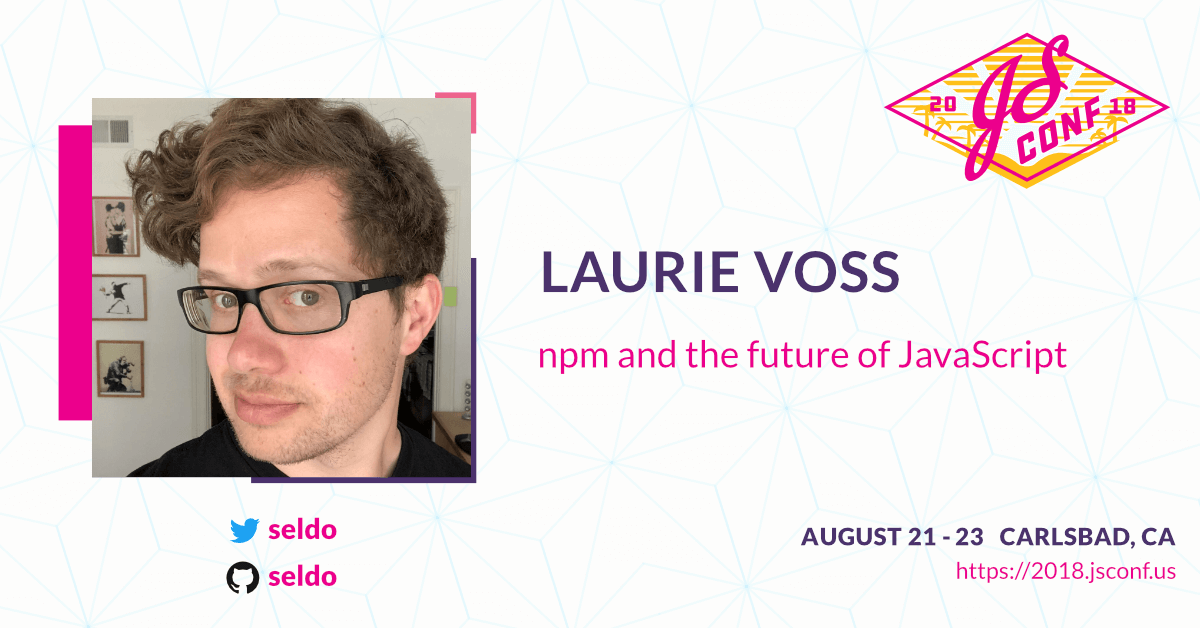 20 JS 18
CONF
LAURIE VOSS
npm and the future of JavaScript
seldo
seldo
AUGUST 21 - 23 CARLSBAD, CA
https://2018.jsconf.us